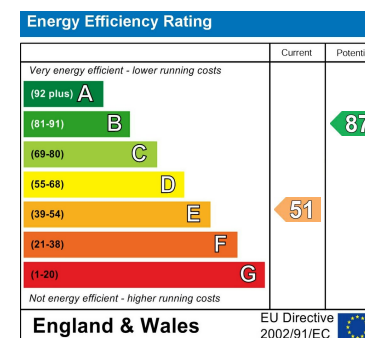 Energy Efficiency Rating
Current Potenti
Very energy efficient - lower running costs
(92 plus) A
(81-91) B
87
(69-80) C
(55-68) D
(39-54) E
51
(21-38) F
(1-20) G
Not energy efficient - higher running costs
England & Wales
EU Directive
2002/91/EC